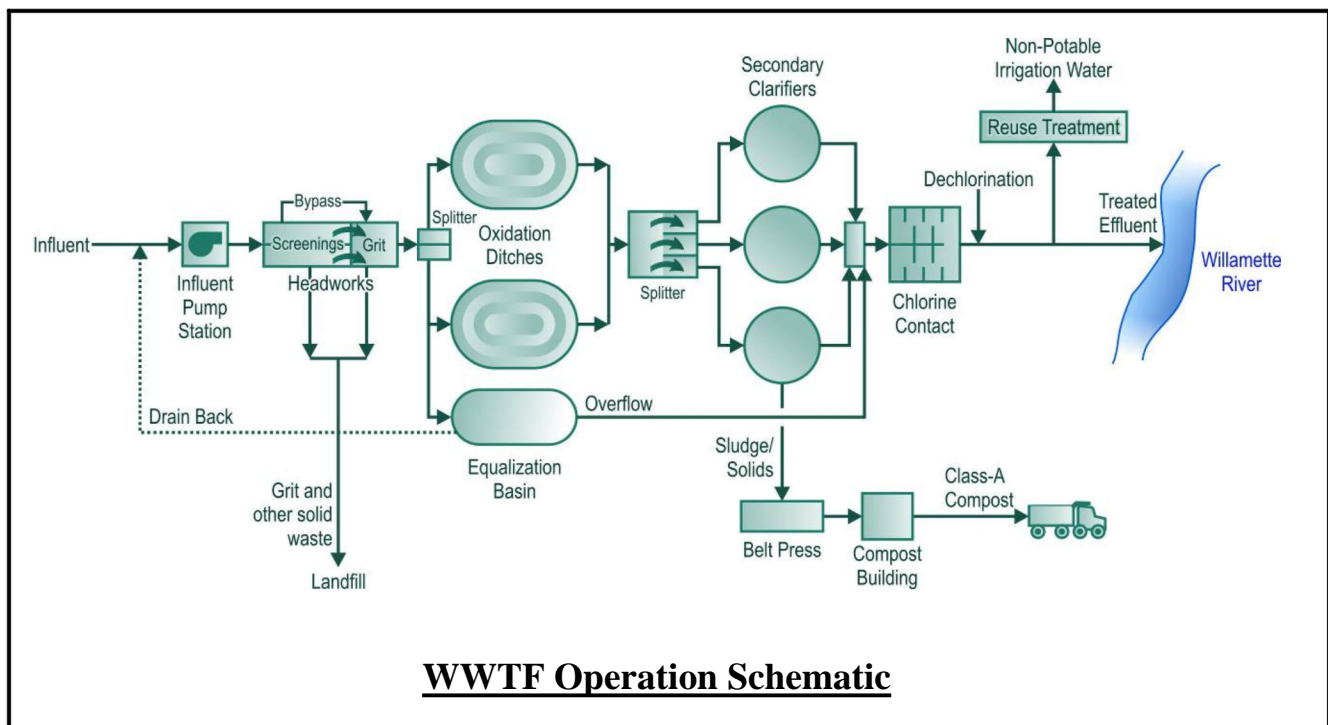 Non-Potable
Irrigation Water
Secondary
Clarifiers
Reuse Treatment
Bypass
Splitter
Dechlorination
Treated
Effluent
Influent
Screenings
Grit
Oxidation
Ditches
Willamette
River
Headworks
Influent
Pump
Station
Splitter
Chlorine
Contact
Drain Back
Overflow
Equalization
Basin
Sludge/
Solids
Class-A
Compost
Grit and
other solid
waste
Belt Press
Compost
Building
Landfill
WWTF Operation Schematic